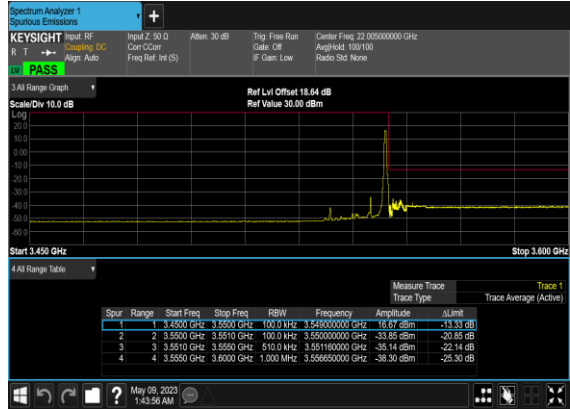 Spectrum Analyzer 1
Spurious Emissions
+
KEYSIGHT Input: RF Input Z: 50 Ω Atten: 30 dB Trig: Free Run Center Freq: 22.005000000 GHz
R T Coupling: DC Corr CCorr Gate: Off Avg|Hold: 100/100
Align: Auto Freq Ref: Int (S) IF Gain: Low Radio Std: None
PASS
3 All Range Graph
Ref Lvl Offset 18.64 dB
Scale/Div 10.0 dB Ref Value 30.00 dBm
Log
20.0
10.0
0.00
-10.0
-20.0
-30.0
-40.0
-50.0
-60.0
Start 3.450 GHz Stop 3.600 GHz
4 All Range Table
Measure Trace Trace 1
Trace Type Trace Average (Active)
Spur Range Start Freq Stop Freq RBW Frequency Amplitude ΔLimit
1 1 3.4500 GHz 3.5500 GHz 100.0 kHz 3.549000000 GHz 16.67 dBm -13.33 dB
2 2 3.5500 GHz 3.5510 GHz 100.0 kHz 3.550000000 GHz -33.85 dBm -20.85 dB
3 3 3.5510 GHz 3.5550 GHz 510.0 kHz 3.551160000 GHz -35.14 dBm -22.14 dB
4 4 3.5550 GHz 3.6000 GHz 1.000 MHz 3.556650000 GHz -38.30 dBm -25.30 dB
?
May 09, 2023
1:43:56 AM